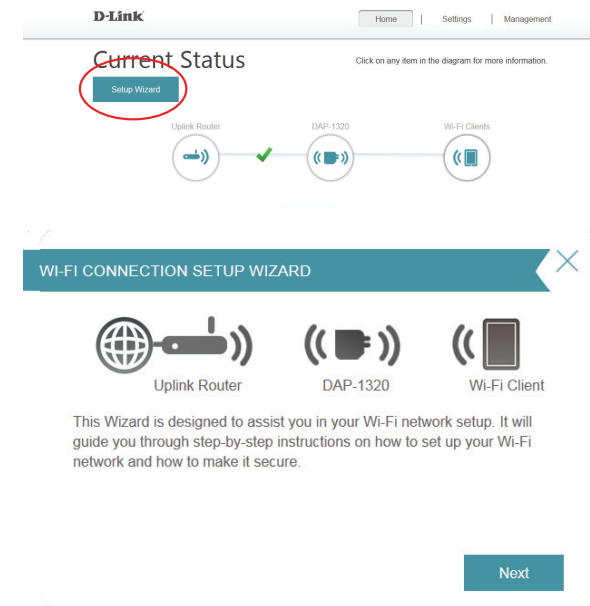 D-Link
Home | Settings | Management
Current Status
Click on any item in the diagram for more information.
Setup Wizard
Uplink Router DAP-1320 Wi-Fi Clients
WI-FI CONNECTION SETUP WIZARD
Uplink Router DAP-1320 Wi-Fi Client
This Wizard is designed to assist you in your Wi-Fi network setup. It will
guide you through step-by-step instructions on how to set up your Wi-Fi
network and how to make it secure.
Next